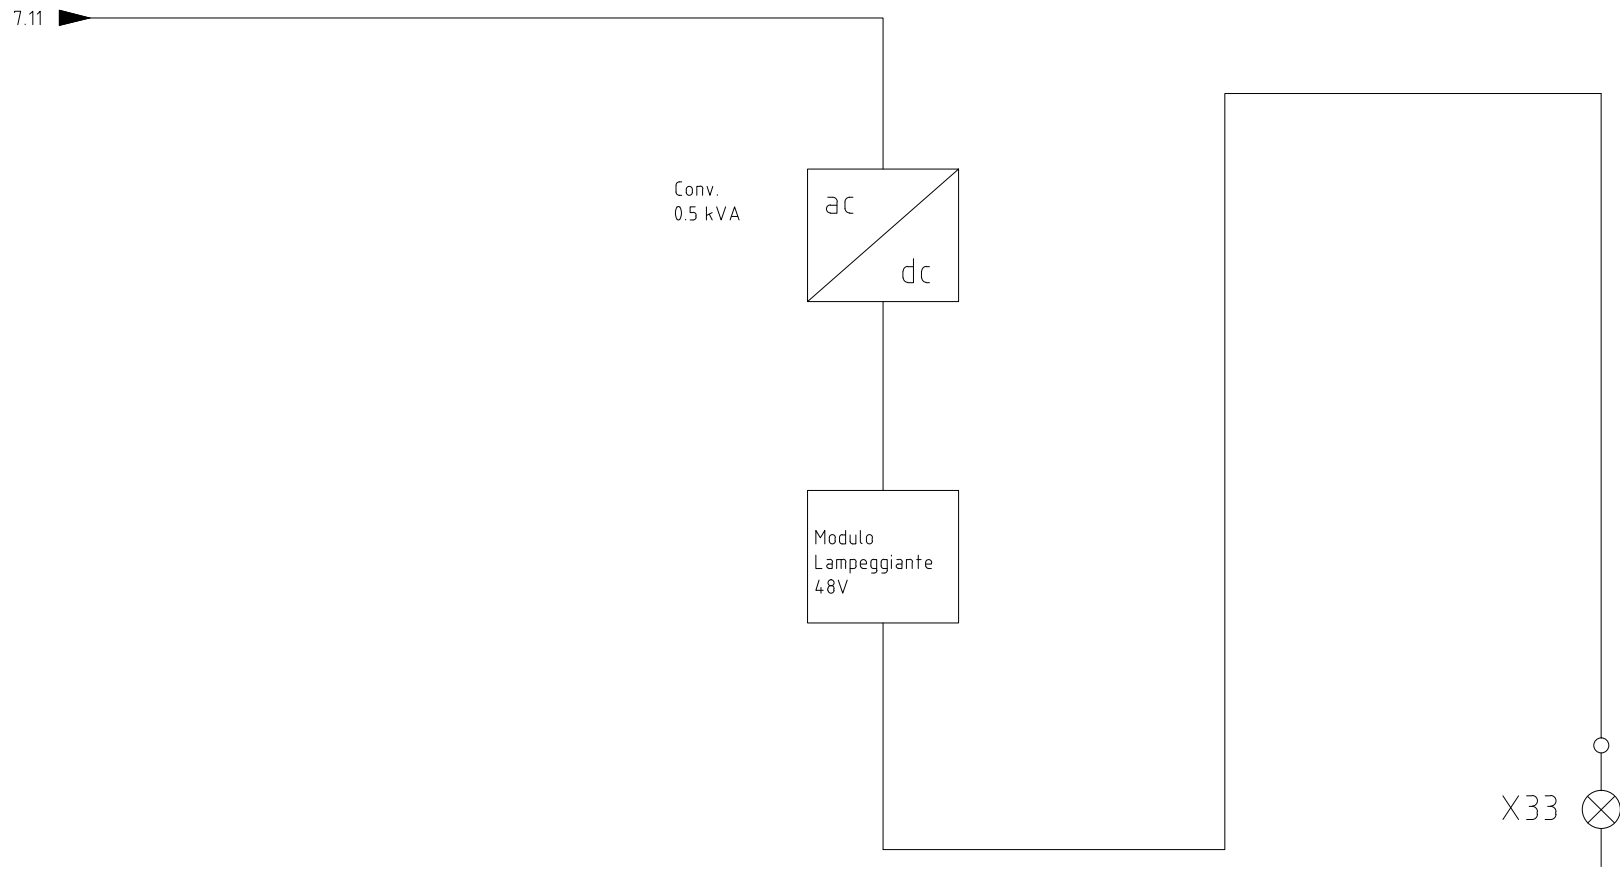 7.11
Conv.
0.5 kVA
ac
dc
Modulo
Lampeggiante
48V
X33